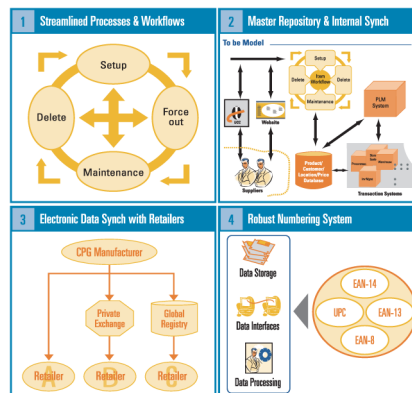 1 Streamlined Processes & Workflows
Setup
Delete
Force
out
Maintenance
2 Master Repository & Internal Synch
To be Model
Setup
Delete
Item
Workflow
Delete
Maintenance
Website
Suppliers
PLM
System
Product/
Customer/
Location/Price
Database
Transaction Systems
3 Electronic Data Synch with Retailers
CPG Manufacturer
Private
Exchange
Global
Registry
A
Retailer
B
Retailer
C
Retailer
4 Robust Numbering System
Data Storage
Data Interfaces
Data Processing
EAN-14
UPC
EAN-13
EAN-8